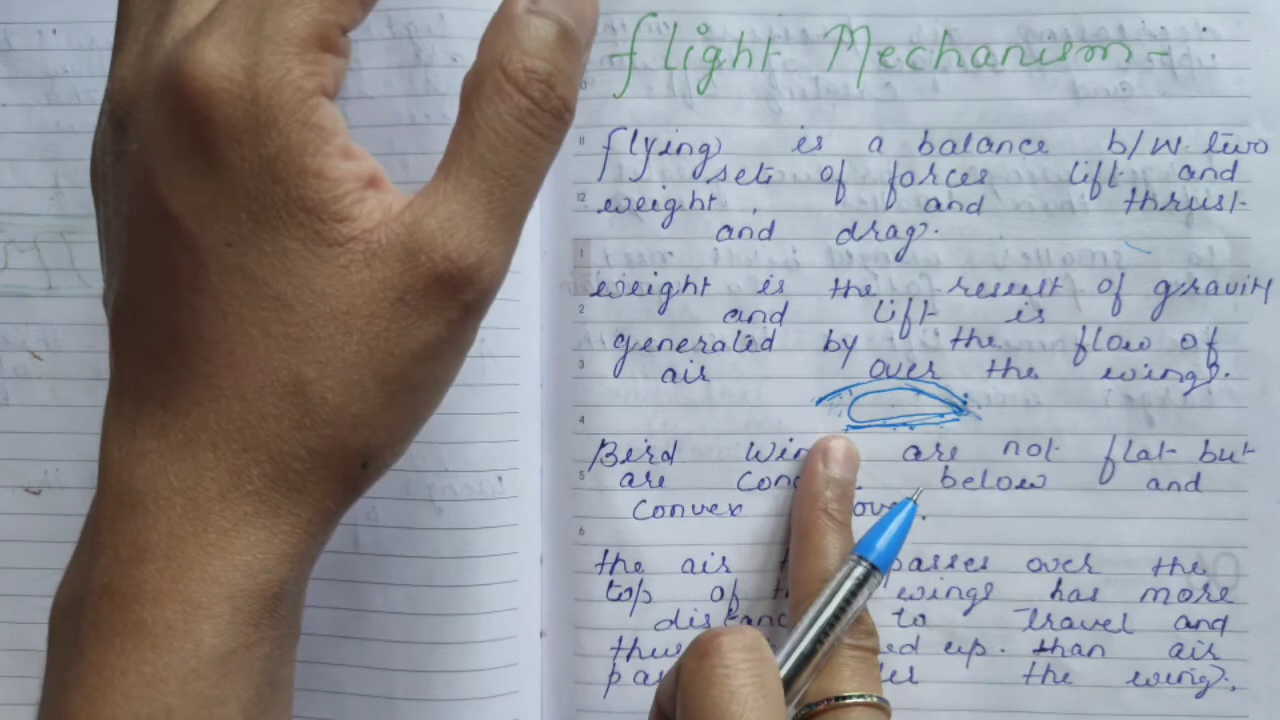 flight Mechanism -
flying is a balance b/w. two
sets of forces lift and
weight, and thrust
and drag.
weight is the result of gravity
and lift is
generated by the flow of
air over the wings.
Bird are not flat but
are below and
convex
the air passes over the
top of wings has more
to travel and
up. than air
the wing.